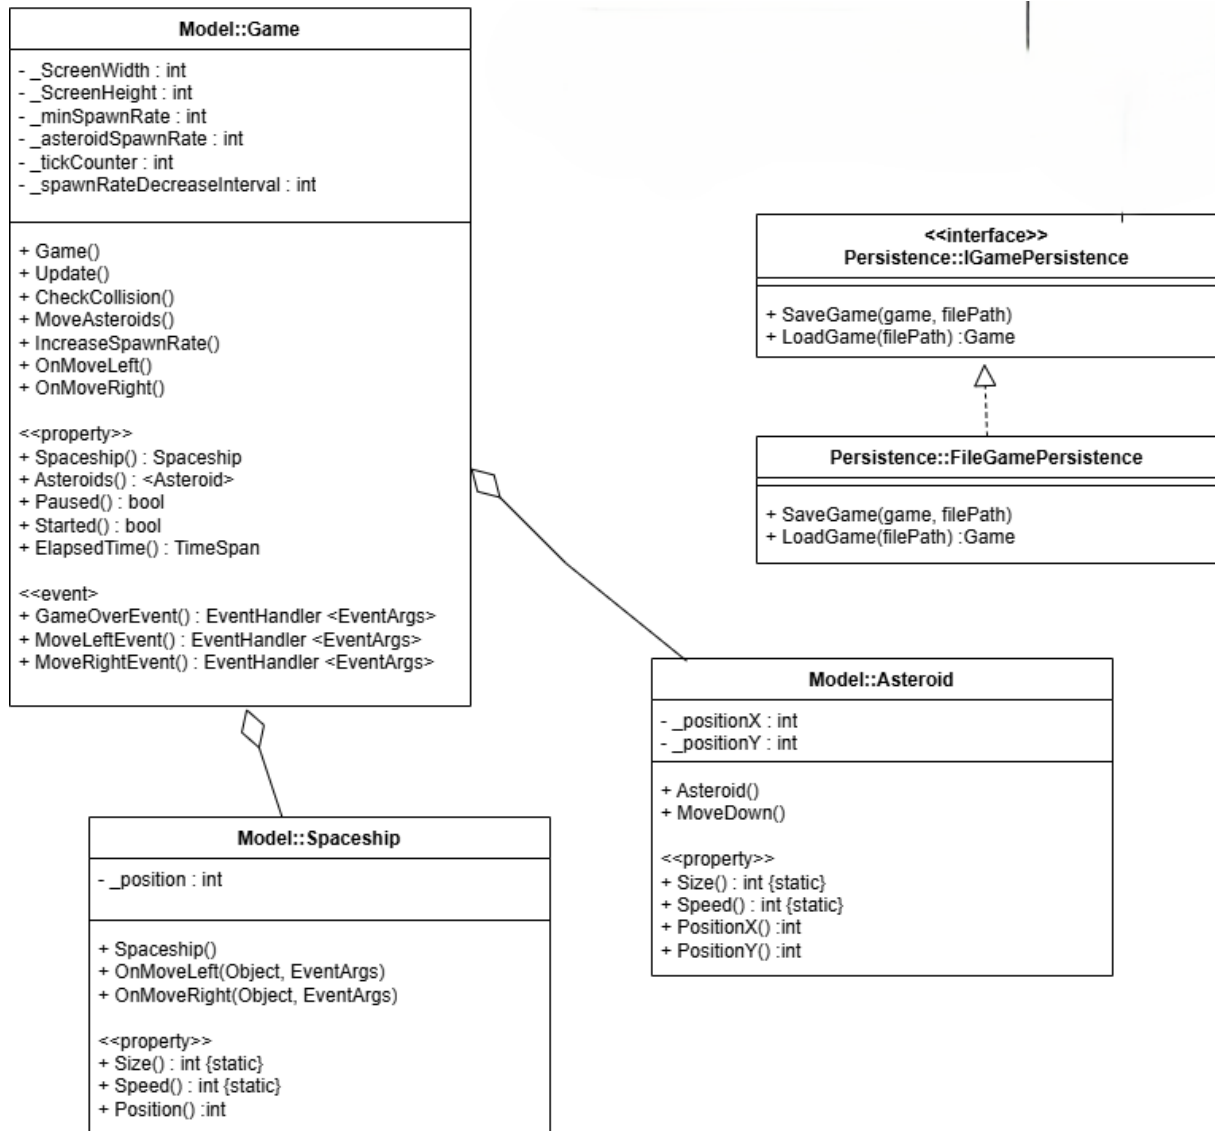 Model::Game
- _ScreenWidth : int
- _ScreenHeight : int
- _minSpawnRate : int
- _asteroidSpawnRate : int
- _tickCounter : int
- _spawnRateDecreaseInterval : int
+ Game()
+ Update()
+ CheckCollision()
+ MoveAsteroids()
+ IncreaseSpawnRate()
+ OnMoveLeft()
+ OnMoveRight()
<<property>>
+ Spaceship() : Spaceship
+ Asteroids() : <Asteroid>
+ Paused() : bool
+ Started() : bool
+ ElapsedTime() : TimeSpan
<<event>
+ GameOverEvent() : EventHandler <EventArgs>
+ MoveLeftEvent() : EventHandler <EventArgs>
+ MoveRightEvent() : EventHandler <EventArgs>
<<interface>>
Persistence::IGamePersistence
+ SaveGame(game, filePath)
+ LoadGame(filePath) :Game
Persistence::FileGamePersistence
+ SaveGame(game, filePath)
+ LoadGame(filePath) :Game
Model::Asteroid
- _positionX : int
- _positionY : int
+ Asteroid()
+ MoveDown()
<<property>>
+ Size() : int {static}
+ Speed() : int {static}
+ PositionX() :int
+ PositionY() :int
Model::Spaceship
- _position : int
+ Spaceship()
+ OnMoveLeft(Object, EventArgs)
+ OnMoveRight(Object, EventArgs)
<<property>>
+ Size() : int {static}
+ Speed() : int {static}
+ Position() :int